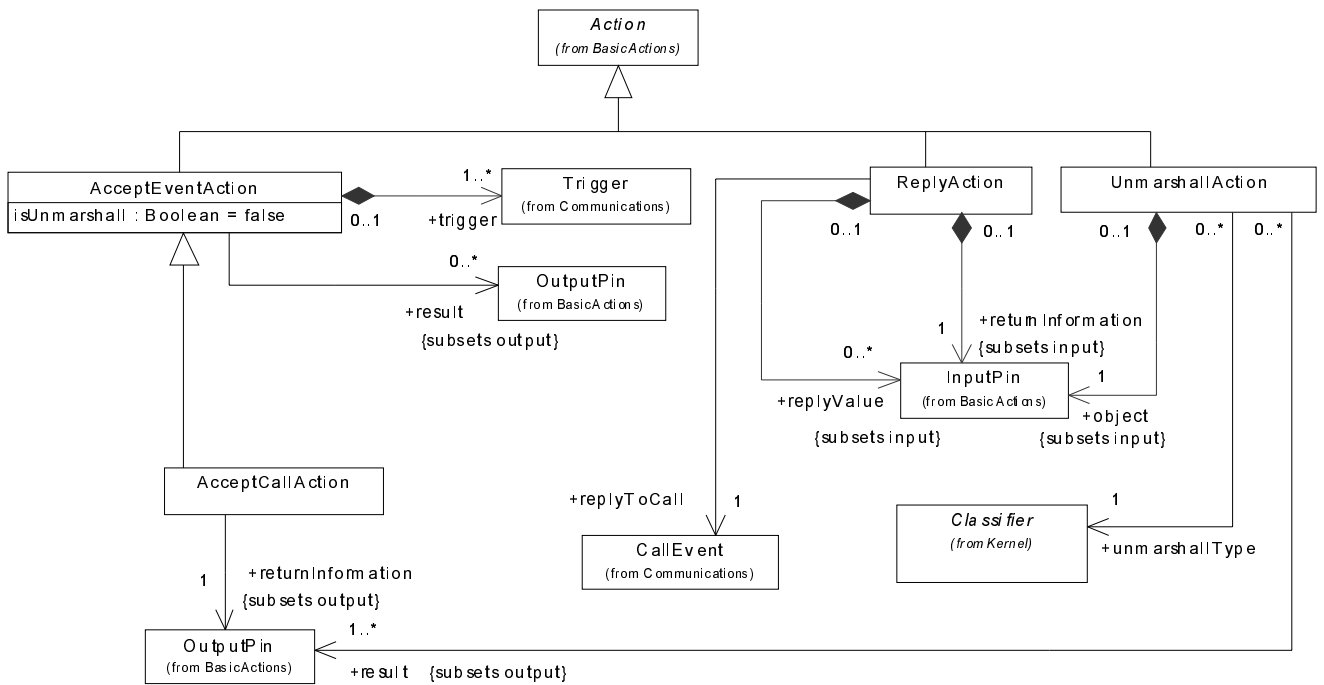 Action
(from BasicActions)
AcceptEventAction
isUnmarshall : Boolean = false
0..1
1..*
+trigger
Trigger
(from Communications)
ReplyAction
0..1
0..1
UnmarshallAction
0..1
0..*
0..*
0..*
+result
{subsets output}
OutputPin
(from BasicActions)
+returnInformation
1
{subsets input}
0..*
+replyValue
{subsets input}
InputPin
(from BasicActions)
1
+object
{subsets input}
AcceptCallAction
+replyToCall
1
CallEvent
(from Communications)
Classifier
(from Kernel)
1
+unmarshallType
1
+returnInformation
{subsets output}
OutputPin
(from BasicActions)
1..*
+result {subsets output}